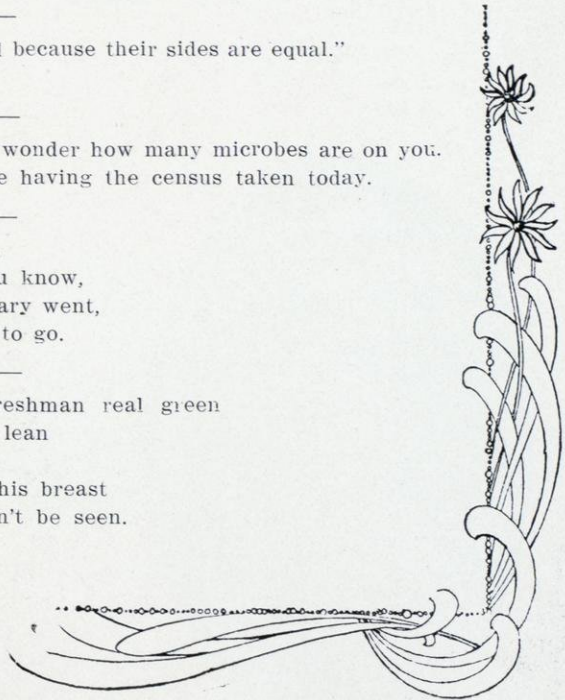 because their sides are equal."
wonder how many microbes are on you.
having the census taken today.
know,
ary went,
to go.
reshman real green
lean
his breast
n't be seen.